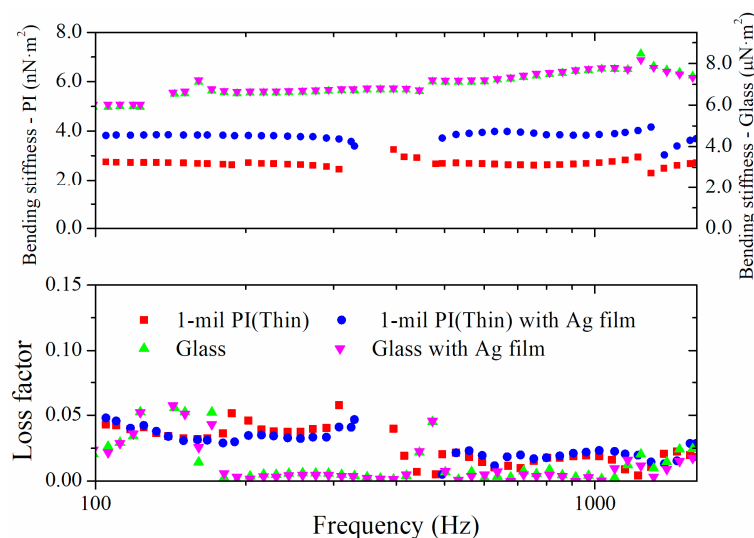 Bending stiffness - PI (nN·m²)
8.0
6.0
4.0
2.0
0.0
8.0
6.0
4.0
2.0
0.0
Bending stiffness - Glass (μN·m²)
Loss factor
0.15
0.10
0.05
0.00
1-mil PI(Thin) 1-mil PI(Thin) with Ag film
Glass Glass with Ag film
100 1000
Frequency (Hz)